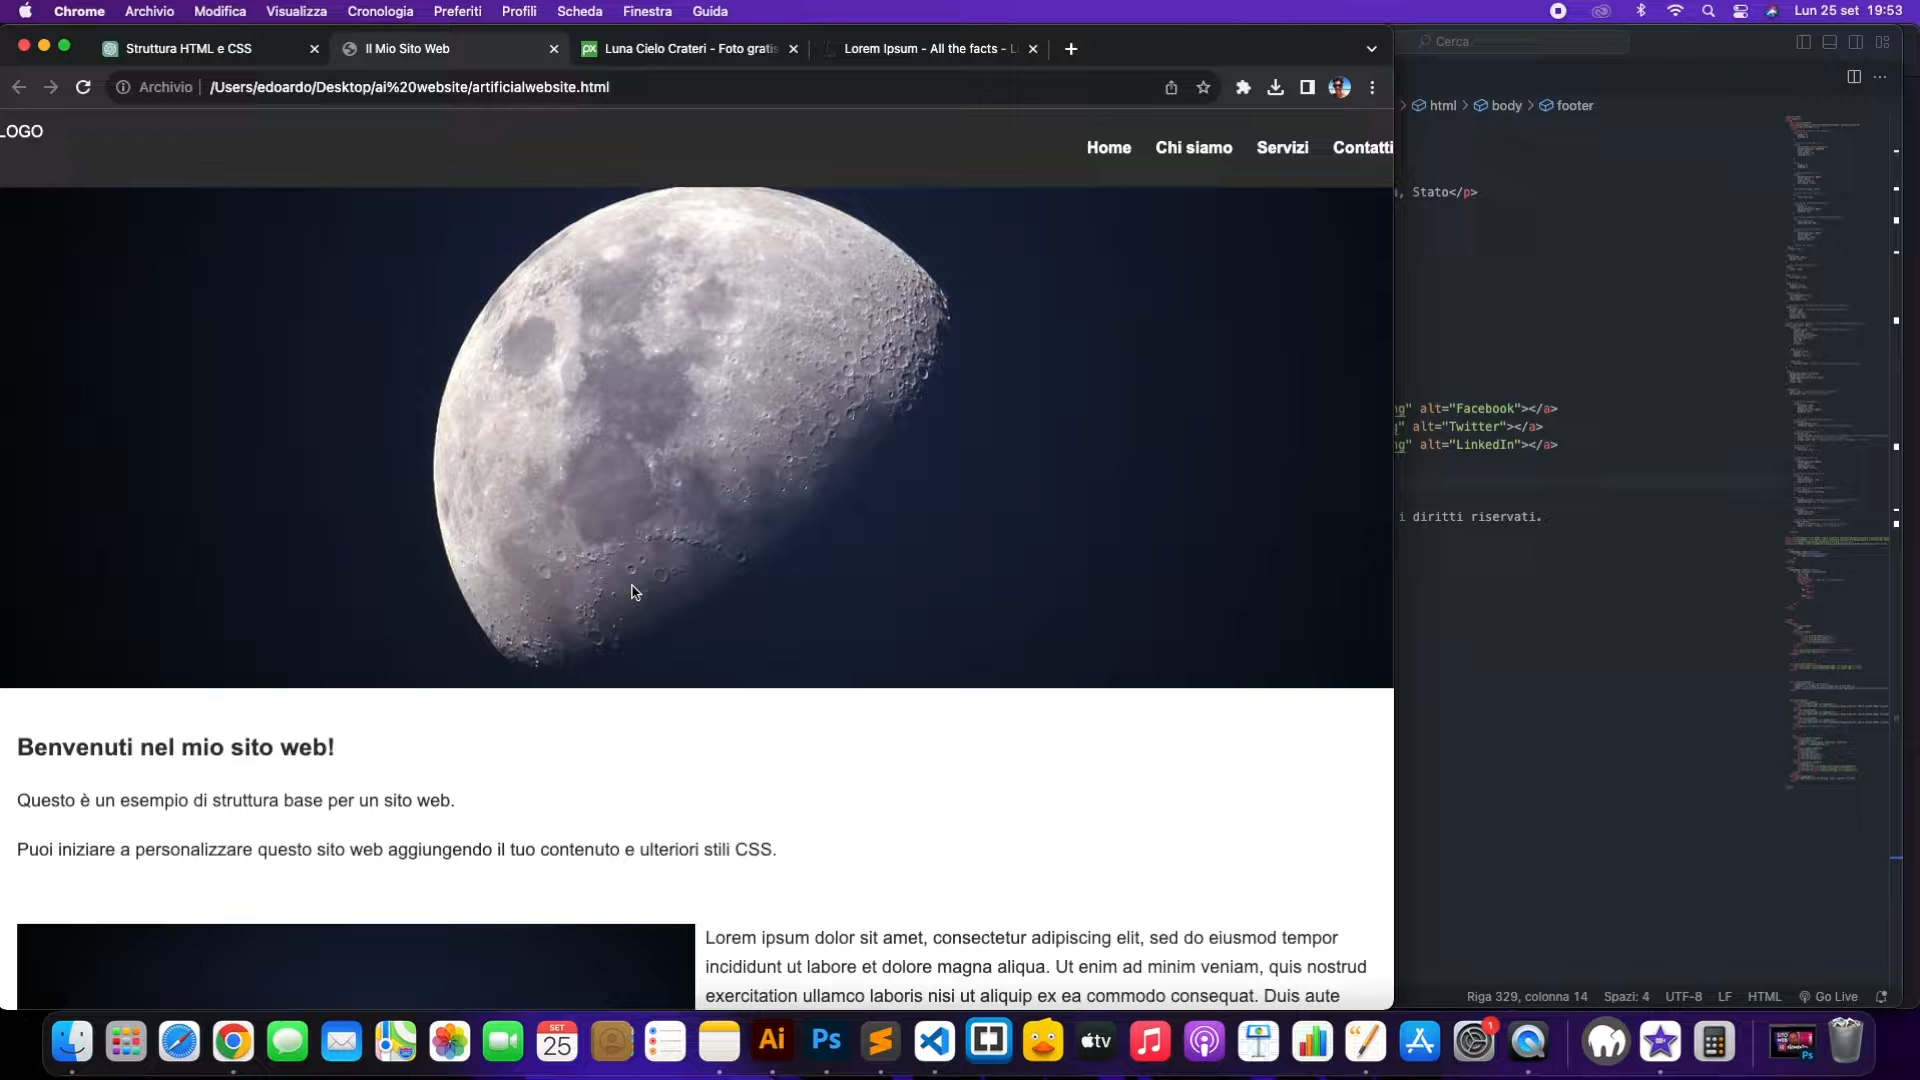 Chrome Archivio Modifica Visualizza Cronologia Preferiti Profili Scheda Finestra Guida Lun 25 set 19:53
Struttura HTML e CSS Il Mio Sito Web Luna Cielo Crateri - Foto gratis Lorem Ipsum - All the facts - L
Cerca
Archivio /Users/edoardo/Desktop/ai%20website/artificialwebsite.html
html body footer
LOGO
Home Chi siamo Servizi Contatti
, Stato</p>
ng" alt="Facebook"></a>
" alt="Twitter"></a>
ng" alt="LinkedIn"></a>
i diritti riservati.
Benvenuti nel mio sito web!
Questo è un esempio di struttura base per un sito web.
Puoi iniziare a personalizzare questo sito web aggiungendo il tuo contenuto e ulteriori stili CSS.
Lorem ipsum dolor sit amet, consectetur adipiscing elit, sed do eiusmod tempor
incididunt ut labore et dolore magna aliqua. Ut enim ad minim veniam, quis nostrud
exercitation ullamco laboris nisi ut aliquip ex ea commodo consequat. Duis aute
Riga 329, colonna 14 Spazi: 4 UTF-8 LF HTML Go Live
SET
25
Ai
Ps
tv
1
Ps